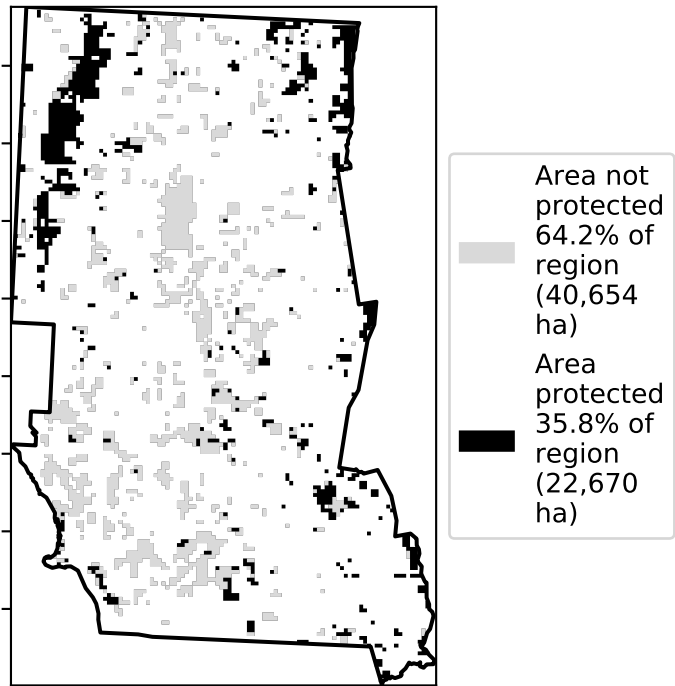 Area not
protected
64.2% of
region
(40,654
ha)
Area
protected
35.8% of
region
(22,670
ha)